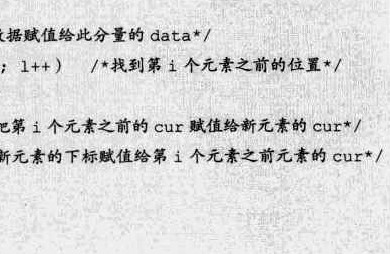 据赋值给此分量的 data*/
; l++) /*找到第 i 个元素之前的位置*/
把第 i 个元素之前的 cur 赋值给新元素的 cur*/
新元素的下标赋值给第 i 个元素之前元素的 cur*/